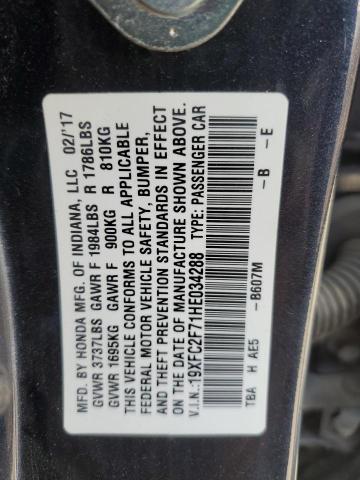 MFD. BY HONDA MFG. OF INDIANA, LLC 02/'17
GVWR 3737LBS GAWR F 1984LBS R 1786LBS
GVWR 1695KG GAWR F 900KG R 810KG
THIS VEHICLE CONFORMS TO ALL APPLICABLE
FEDERAL MOTOR VEHICLE SAFETY, BUMPER,
& THEFT PREVENTION STANDARDS IN EFFECT
ON THE DATE OF MANUFACTURE SHOWN ABOVE.
V.I.N.:19XFC2F71HE034288 TYPE: PASSENGER CAR
TBA H AE5 -B607M -B -E